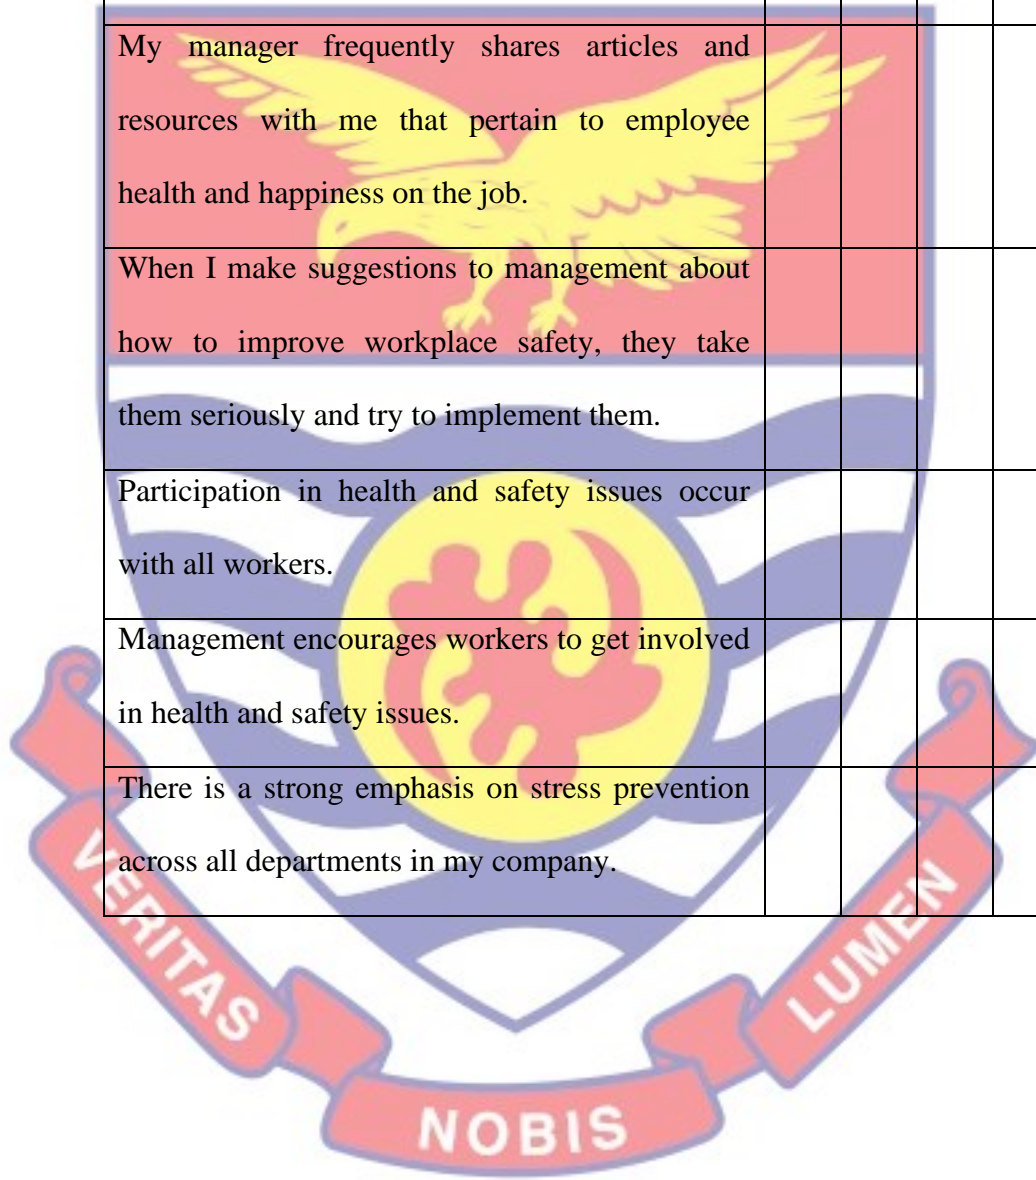 My manager frequently shares articles and
resources with me that pertain to employee
health and happiness on the job.
When I make suggestions to management about
how to improve workplace safety, they take
them seriously and try to implement them.
Participation in health and safety issues occur
with all workers.
Management encourages workers to get involved
in health and safety issues.
There is a strong emphasis on stress prevention
across all departments in my company.
VERITAS
NOBIS
LUMEN